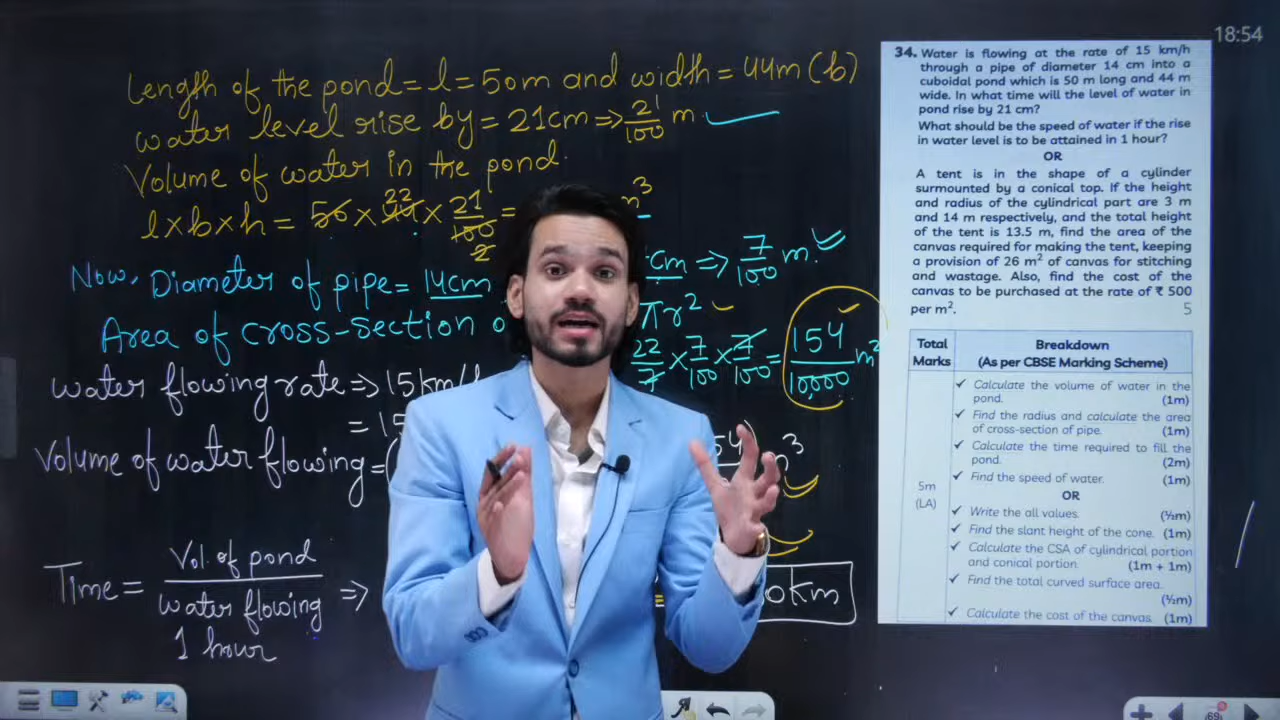 18:54
Length of the pond = l = 50m and width = 44m (b)
water level rise by = 21cm ⇒ 21/100 m.
Volume of water in the pond.
l × b × h = 50 × 44 22 × 21/100 2 = m³
Now, Diameter of pipe = 14cm cm ⇒ 7/100 m.
Area of cross-section o πr²
22/7 × 7/100 × 7/100 = 154/10,000 m²
water flowing rate ⇒ 15km/
= 15
Volume of water flowing = ( 54) m³
Time = Vol. of pond / water flowing 1 hour ⇒
= 0km
34. Water is flowing at the rate of 15 km/h
through a pipe of diameter 14 cm into a
cuboidal pond which is 50 m long and 44 m
wide. In what time will the level of water in
pond rise by 21 cm?
What should be the speed of water if the rise
in water level is to be attained in 1 hour?
OR
A tent is in the shape of a cylinder
surmounted by a conical top. If the height
and radius of the cylindrical part are 3 m
and 14 m respectively, and the total height
of the tent is 13.5 m, find the area of the
canvas required for making the tent, keeping
a provision of 26 m² of canvas for stitching
and wastage. Also, find the cost of the
canvas to be purchased at the rate of ₹ 500
per m². 5
Total Marks
Breakdown
(As per CBSE Marking Scheme)
5m
(LA)
✓ Calculate the volume of water in the
pond. (1m)
✓ Find the radius and calculate the area
of cross-section of pipe. (1m)
✓ Calculate the time required to fill the
pond. (2m)
✓ Find the speed of water. (1m)
OR
✓ Write the all values. (½m)
✓ Find the slant height of the cone. (1m)
✓ Calculate the CSA of cylindrical portion
and conical portion. (1m + 1m)
✓ Find the total curved surface area.
(½m)
✓ Calculate the cost of the canvas. (1m)
69